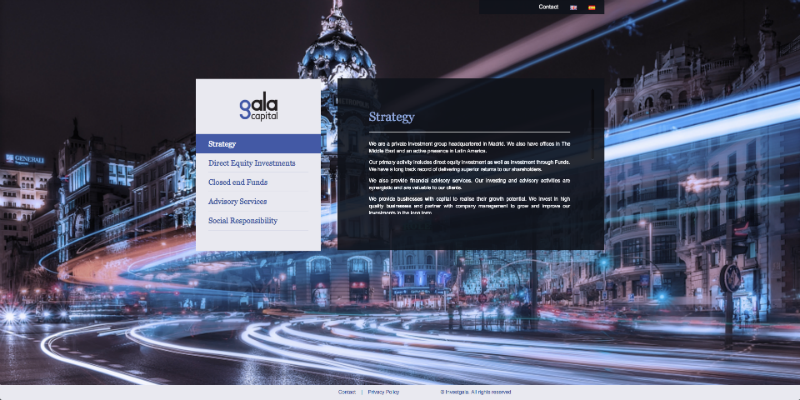 Contact
GENERALI
gala
capital
Strategy
Direct Equity Investments
Closed end Funds
Advisory Services
Social Responsibility
Strategy
We are a private investment group headquartered in Madrid. We also have offices in The
Middle East and an active presence in Latin America.
Our primary activity includes direct equity investment as well as investment through Funds.
We have a long track record of delivering superior returns to our shareholders.
We also provide financial advisory services. Our investing and advisory activities are
synergistic and are valuable to our clients.
We provide businesses with capital to realise their growth potential. We invest in high
quality businesses and partner with company management to grow and improve our
investments in the long term
Contact | Privacy Policy
© Investgala. All rights reserved